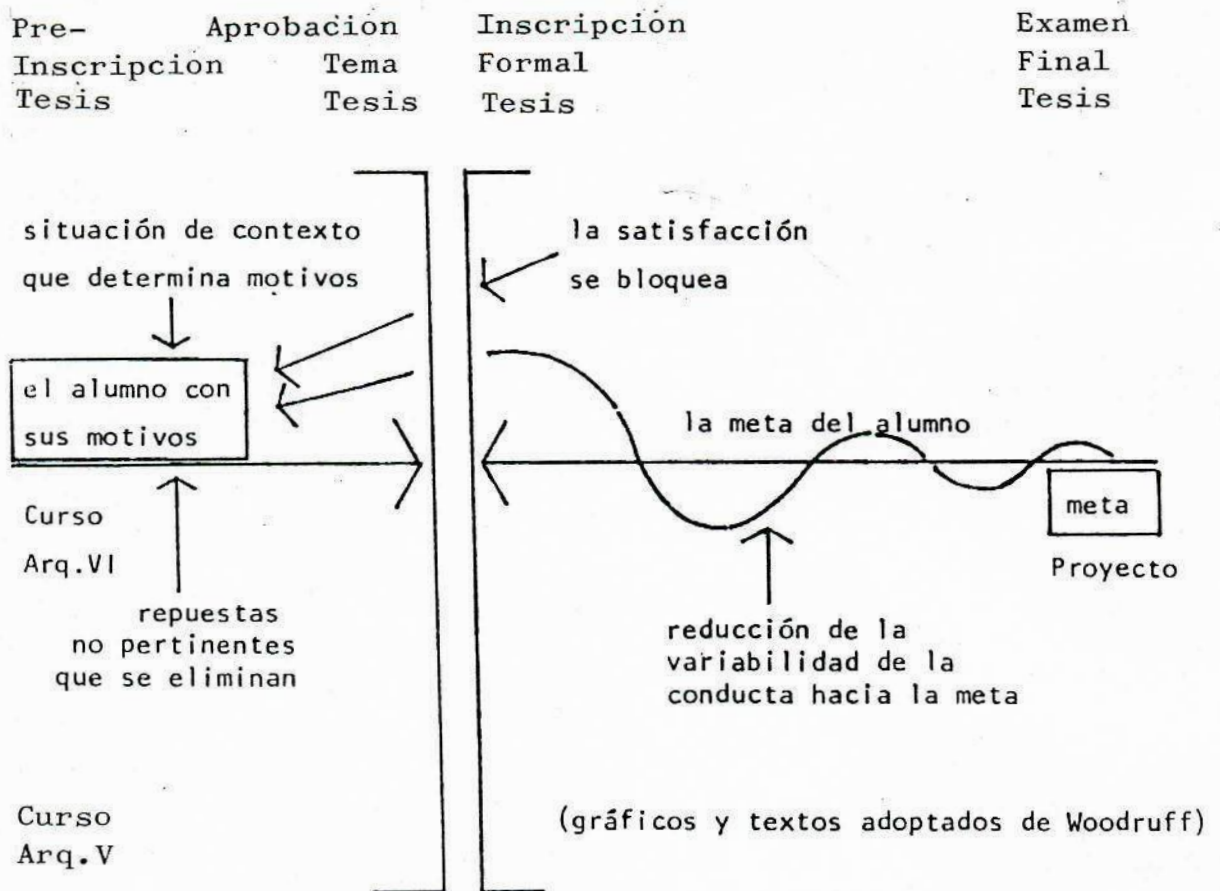 Pre-
Inscripción
Tesis
Aprobacion
Tema
Tesis
Inscripción
Formal
Tesis
Examen
Final
Tesis
situación de contexto
que determina motivos
la satisfacción
se bloquea
el alumno con
sus motivos
la meta del alumno
meta
Proyecto
Curso
Arq.VI
repuestas
no pertinentes
que se eliminan
reducción de la
variabilidad de la
conducta hacia la meta
Curso
Arq.V
(gráficos y textos adoptados de Woodruff)